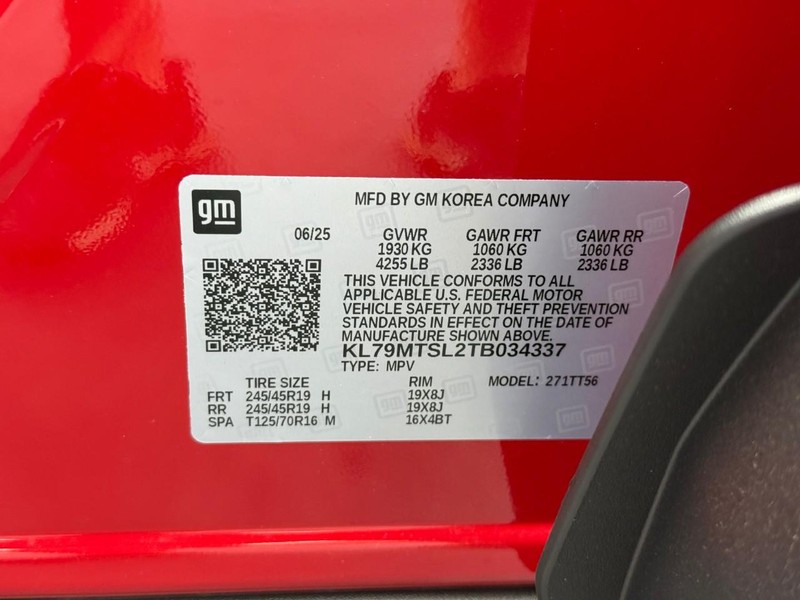 gm
MFD BY GM KOREA COMPANY
06/25 GVWR GAWR FRT GAWR RR
1930 KG 1060 KG 1060 KG
4255 LB 2336 LB 2336 LB
THIS VEHICLE CONFORMS TO ALL
APPLICABLE U.S. FEDERAL MOTOR
VEHICLE SAFETY AND THEFT PREVENTION
STANDARDS IN EFFECT ON THE DATE OF
MANUFACTURE SHOWN ABOVE.
KL79MTSL2TB034337
TYPE: MPV
TIRE SIZE RIM MODEL: 271TT56
FRT 245/45R19 H 19X8J
RR 245/45R19 H 19X8J
SPA T125/70R16 M 16X4BT